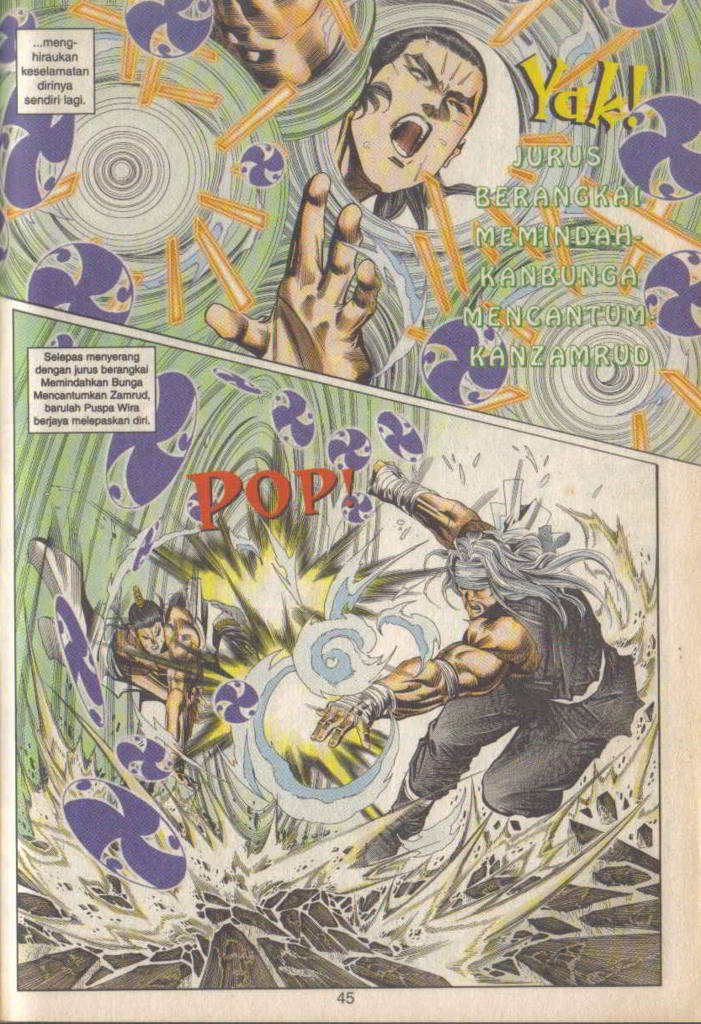 ...meng-
hiraukan
keselamatan
dirinya
sendiri lagi.
Yak!
JURUS
BERANGKAI
MEMINDAH-
KANBUNGA
MENCANTUM-
KANZAMRUD
Selepas menyerang
dengan jurus berangkai
Memindahkan Bunga
Mencantumkan Zamrud,
barulah Puspa Wira
berjaya melepaskan diri.
POP!
45